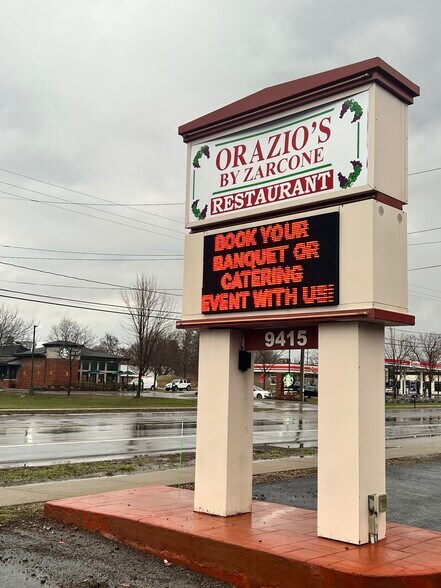 ORAZIO'S
BY ZARCONE
RESTAURANT
BOOK YOUR
BANQUET OR
CATERING
EVENT WITH US!
9415